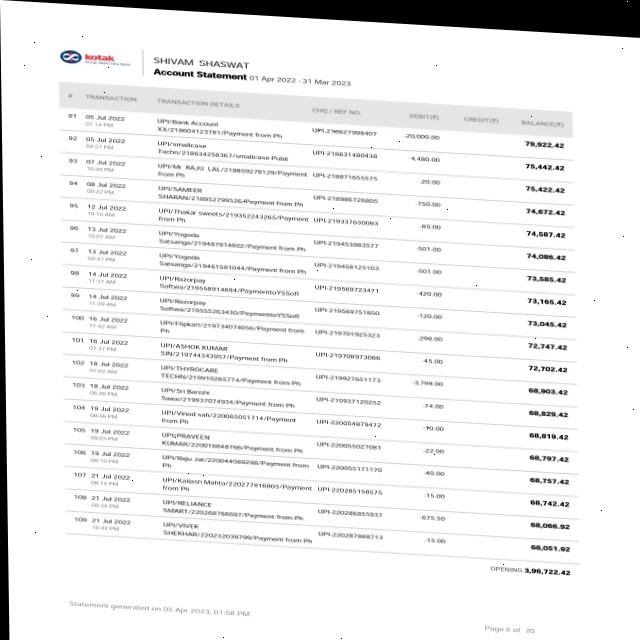 kotak
SHIVAM SHASWAT
Account Statement 01 Apr 2022 - 31 Mar 2023
# TRANSACTION TRANSACTION DETAILS CHQ / REF NO. DEBIT(₹) CREDIT(₹) BALANCE(₹)
91 05 Jul 2022 UPI/Bank Account UPI-218627998407 -20,000.00 79,922.42
01:14 PM XX/218604123781/Payment from Ph
92 05 Jul 2022 UPI/smallcase UPI-218631480438 -4,480.00 75,442.42
04:37 PM Techn/218634258367/smallcase Publi
93 07 Jul 2022 UPI/Mr RAJU LAL/218859278129/Payment UPI-218871655575 -20.00 75,422.42
from Ph
94 08 Jul 2022 UPI/SAMEER UPI-218986726805 -750.00 74,672.42
08:22 PM SHARAN/218952799526/Payment from Ph
95 12 Jul 2022 UPI/Thakar sweets/219352243265/Payment UPI-219337630093 -85.00 74,587.42
10:16 AM from Ph
96 13 Jul 2022 UPI/Yogoda UPI-219453883577 -501.00 74,086.42
Satsanga/219487914602/Payment from Ph
97 13 Jul 2022 UPI/Yogoda UPI-219458125103 -501.00 73,585.42
02:47 PM Satsanga/219461581044/Payment from Ph
98 14 Jul 2022 UPI/Razorpay UPI-219569723471 -420.00 73,165.42
11:31 AM Softwa/219558914694/PaymenttoYSSofI
99 14 Jul 2022 UPI/Razorpay UPI-219568751850 -120.00 73,045.42
11:39 AM Softwa/219555263430/PaymenttoYSSofI
100 16 Jul 2022 UPI/Flipkart/219734074056/Payment from UPI-219701925323 -298.00 72,747.42
11:42 AM Ph
101 16 Jul 2022 UPI/ASHOK KUMAR UPI-219708973086 -45.00 72,702.42
07:37 PM SIN/219744343957/Payment from Ph
102 18 Jul 2022 UPI/THYROCARE UPI-219927651173 -3,799.00 68,903.42
TECHN/219910285774/Payment from Ph
103 18 Jul 2022 UPI/Sri Banshi UPI-219937120252 -74.00 68,829.42
06:46 PM Swee/219937074934/Payment from Ph
104 19 Jul 2022 UPI/Vinod sah/220065051714/Payment UPI-220054879472 -10.00 68,819.42
08:56 PM from Ph
105 19 Jul 2022 UPI/PRAVEEN UPI-220055027081 -22.00 68,797.42
09:03 PM KUMAR/220016848766/Payment from Ph
106 19 Jul 2022 UPI/Raju Jat/220044969298/Payment from UPI-220055171170 -40.00 68,757.42
09:10 PM Ph
107 21 Jul 2022 UPI/Kailash Mahto/220277816803/Payment UPI-220285158575 -15.00 68,742.42
08:14 PM from Ph
108 21 Jul 2022 UPI/RELIANCE UPI-220286855937 -675.50 68,066.92
09:34 PM SMART/220268766697/Payment from Ph
109 21 Jul 2022 UPI/VIVEK UPI-220287888713 -15.00 68,051.92
10:42 PM SHEKHAR/220232039799/Payment from Ph
OPENING 3,96,722.42
Statement generated on 05 Apr 2023, 01:58 PM
Page 6 of 20